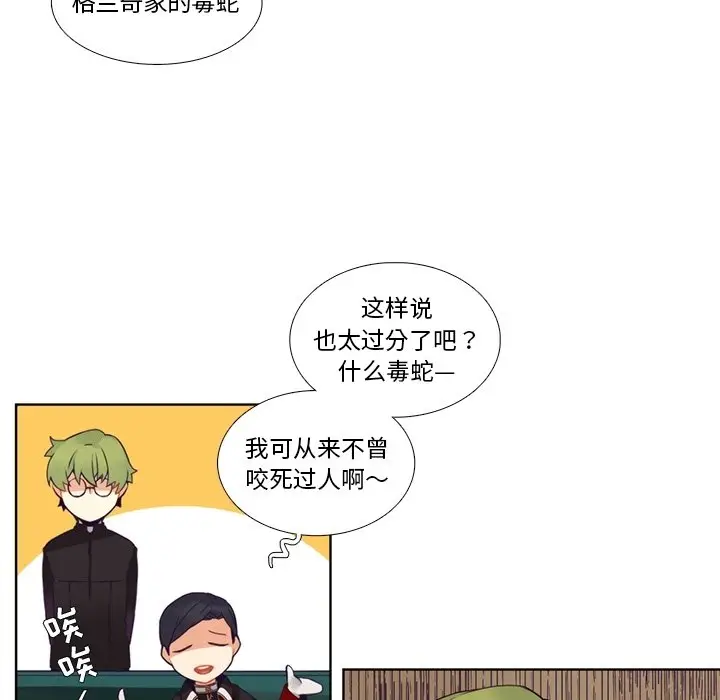 格兰奇家的毒蛇
这样说
也太过分了吧？
什么毒蛇—
我可从来不曾
咬死过人啊～
唉
唉